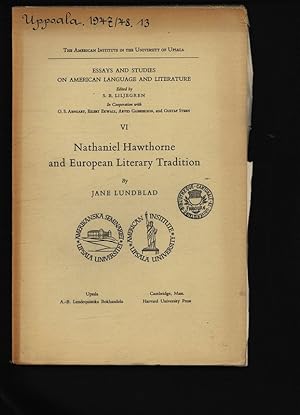 Uppsala, 1947/48, 13
THE AMERICAN INSTITUTE IN THE UNIVERSITY OF UPSALA
ESSAYS AND STUDIES
ON AMERICAN LANGUAGE AND LITERATURE
Edited by
S. B. LILJEGREN
In Cooperation with
O. S. ARNGART, EILERT EKWALL, ARVID GABRIELSON, and GUSTAF STERN
VI
Nathaniel Hawthorne
and European Literary Tradition
By
JANE LUNDBLAD
AMERIKANSKA SEMINARIET
UPSALA UNIVERSITET
AMERICAN INSTITUTE
UPSALA UNIVERSITY
Upsala
A.-B. Lundequistska Bokhandeln
Cambridge, Mass.
Harvard University Press